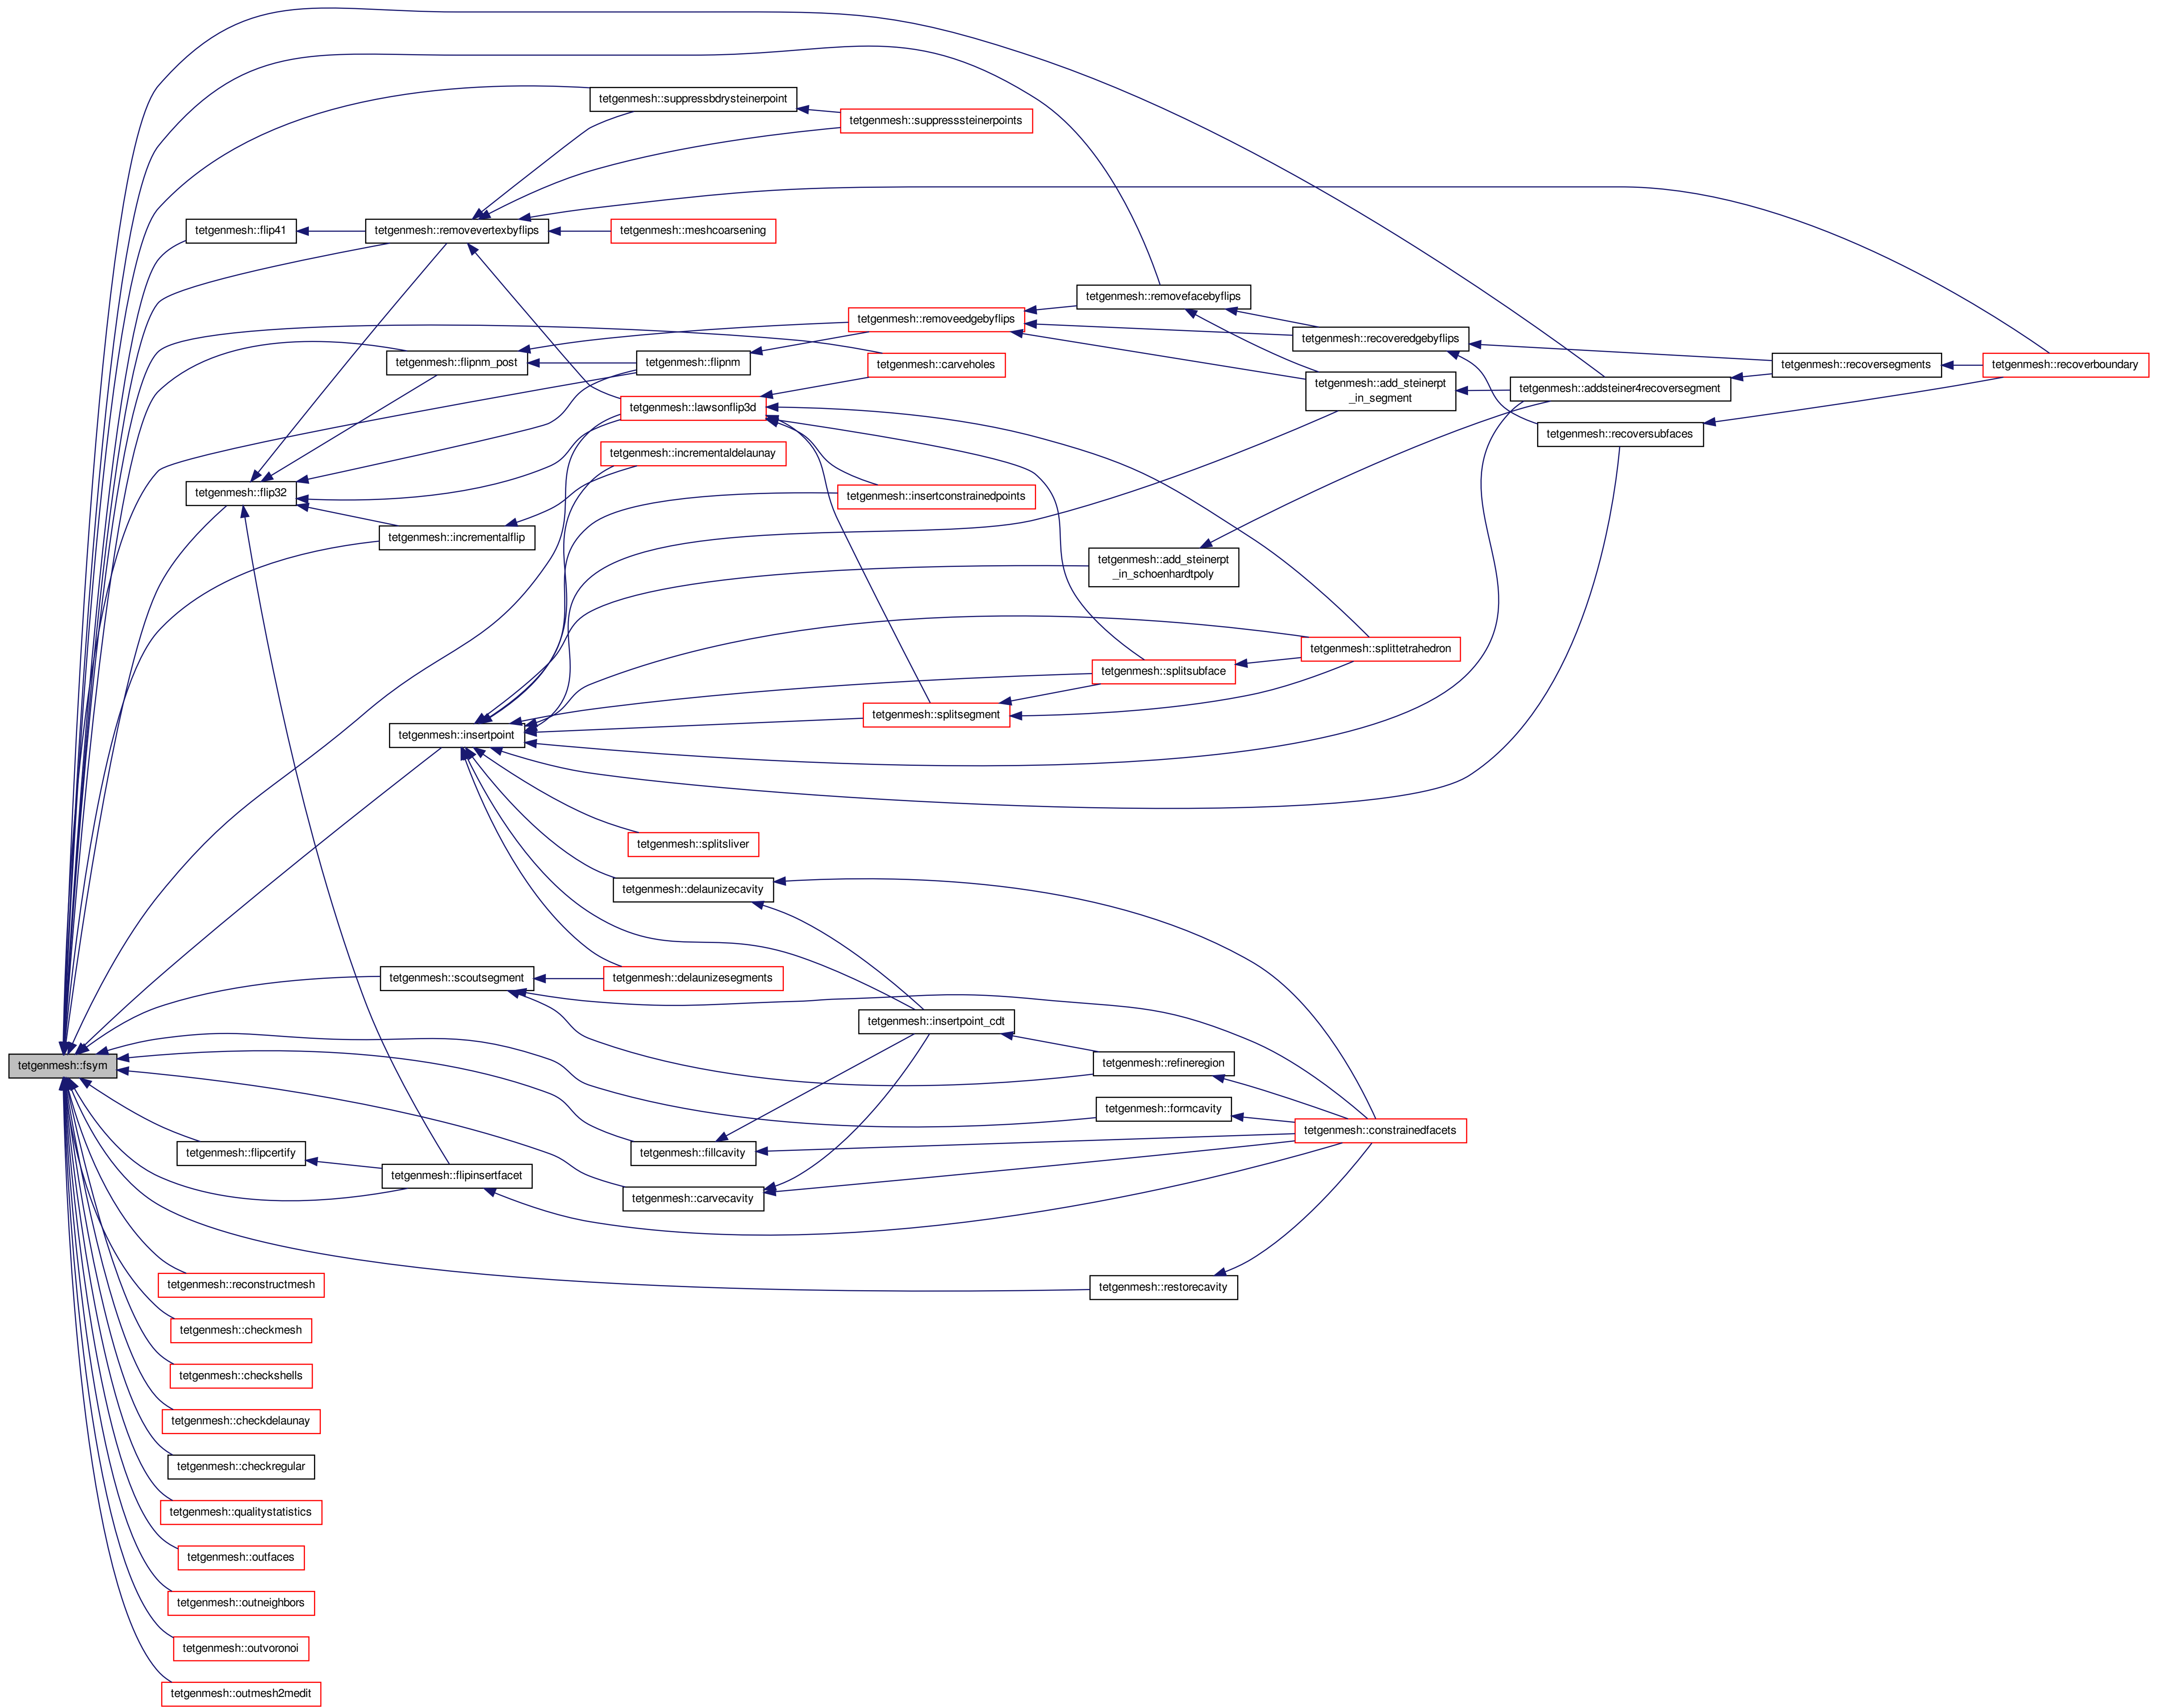 tetgenmesh::suppressbdrysteinerpoint
tetgenmesh::suppresssteinerpoints
tetgenmesh::flip41
tetgenmesh::removevertexbyflips
tetgenmesh::meshcoarsening
tetgenmesh::removefacebyflips
tetgenmesh::removeedgebyflips
tetgenmesh::recoveredgebyflips
tetgenmesh::flipnm_post
tetgenmesh::flipnm
tetgenmesh::carveholes
tetgenmesh::recoversegments
tetgenmesh::recoverboundary
tetgenmesh::add_steinerpt
_in_segment
tetgenmesh::addsteiner4recoversegment
tetgenmesh::lawsonflip3d
tetgenmesh::recoversubfaces
tetgenmesh::incrementaldelaunay
tetgenmesh::flip32
tetgenmesh::insertconstrainedpoints
tetgenmesh::incrementalflip
tetgenmesh::add_steinerpt
_in_schoenhardtpoly
tetgenmesh::splittetrahedron
tetgenmesh::splitsubface
tetgenmesh::splitsegment
tetgenmesh::insertpoint
tetgenmesh::splitsliver
tetgenmesh::delaunizecavity
tetgenmesh::scoutsegment
tetgenmesh::delaunizesegments
tetgenmesh::insertpoint_cdt
tetgenmesh::fsym
tetgenmesh::refineregion
tetgenmesh::formcavity
tetgenmesh::constrainedfacets
tetgenmesh::flipcertify
tetgenmesh::fillcavity
tetgenmesh::flipinsertfacet
tetgenmesh::carvecavity
tetgenmesh::reconstructmesh
tetgenmesh::restorecavity
tetgenmesh::checkmesh
tetgenmesh::checkshells
tetgenmesh::checkdelaunay
tetgenmesh::checkregular
tetgenmesh::qualitystatistics
tetgenmesh::outfaces
tetgenmesh::outneighbors
tetgenmesh::outvoronoi
tetgenmesh::outmesh2medit